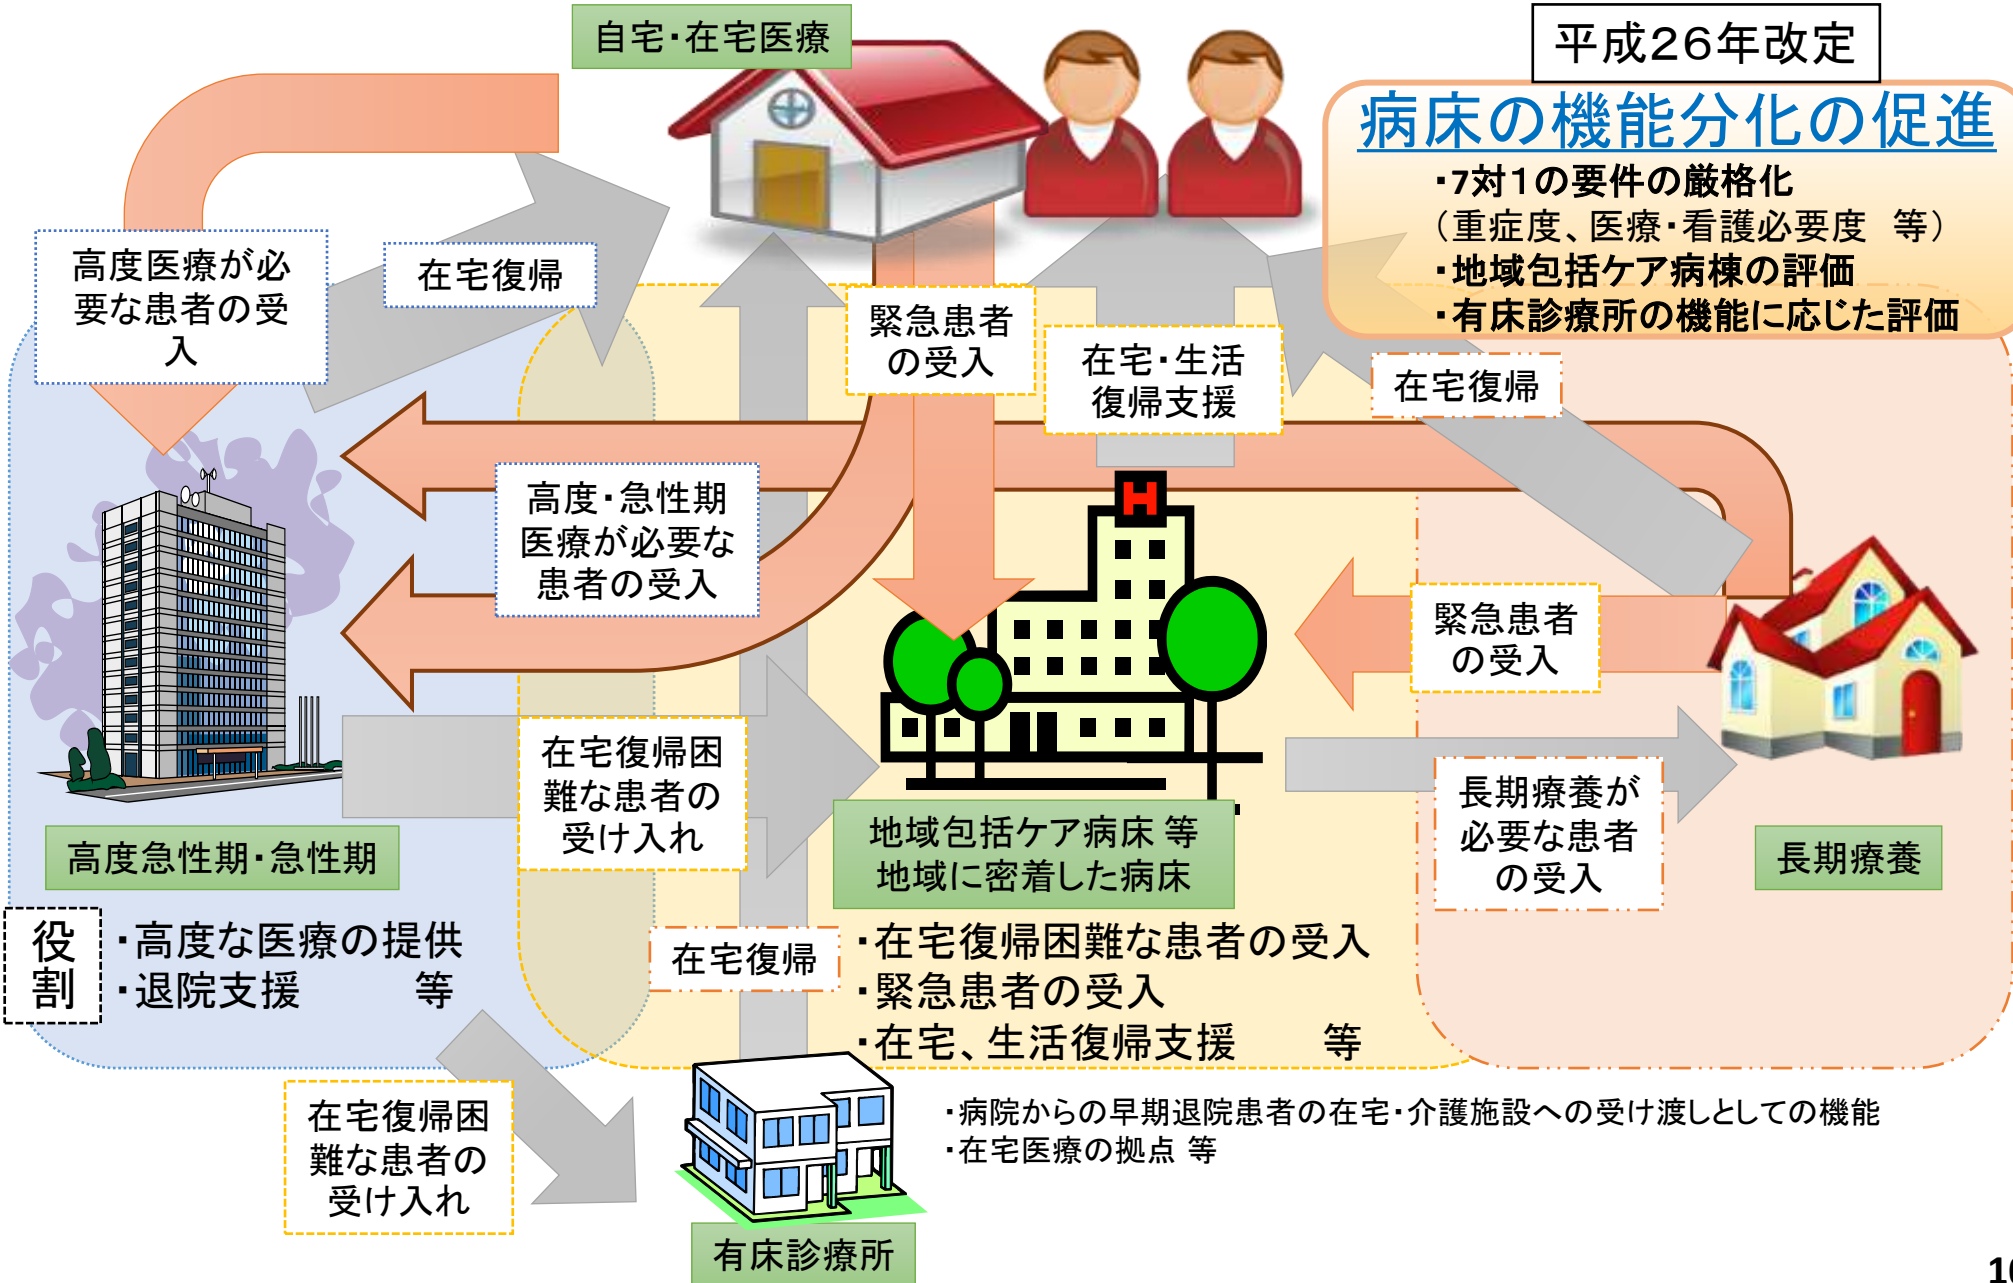 自宅・在宅医療
平成26年改定
病床の機能分化の促進
・7対1の要件の厳格化
（重症度、医療・看護必要度　等）
・地域包括ケア病棟の評価
・有床診療所の機能に応じた評価
高度医療が必
要な患者の受
入
在宅復帰
緊急患者
の受入
在宅・生活
復帰支援
在宅復帰
高度・急性期
医療が必要な
患者の受入
H
緊急患者
の受入
在宅復帰困
難な患者の
受け入れ
長期療養が
必要な患者
の受入
高度急性期・急性期
地域包括ケア病床 等
地域に密着した病床
長期療養
役
割
・高度な医療の提供
・退院支援　　等
在宅復帰
・在宅復帰困難な患者の受入
・緊急患者の受入
・在宅、生活復帰支援　　等
在宅復帰困
難な患者の
受け入れ
・病院からの早期退院患者の在宅・介護施設への受け渡しとしての機能
・在宅医療の拠点 等
有床診療所